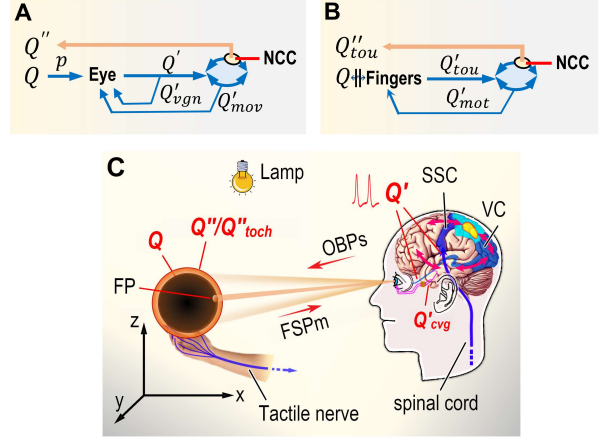 A
Q′′
Q
p
Eye
Q′
NCC
Q′vgn
Q′mov
B
Q′′tou
Q
Fingers
Q′tou
NCC
Q′mot
C
Lamp
Q'
SSC
VC
Q
Q"/Q"toch
OBPs
FP
FSPm
Q'cvg
z
x
y
Tactile nerve
spinal cord